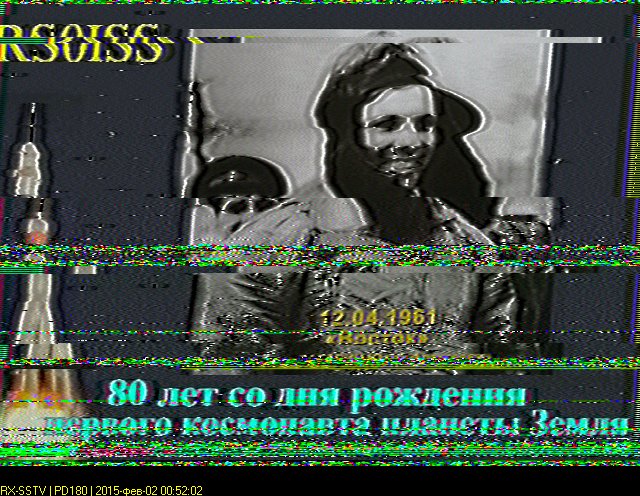 RS0ISS
12.04.1961
«Восток»
80 лет со дня рождения
первого космонавта планеты Земля
RX-SSTV | PD180 | 2015-фев-02 00:52:02